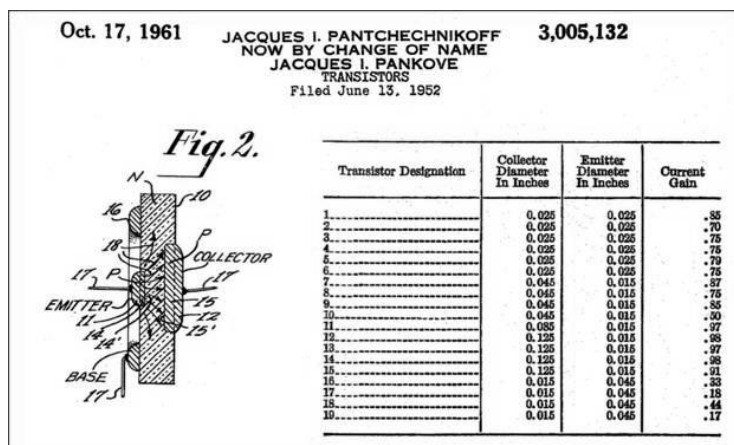 Oct. 17, 1961
JACQUES I. PANTCHECHNIKOFF
NOW BY CHANGE OF NAME
JACQUES I. PANKOVE
TRANSISTORS
Filed June 13, 1952
3,005,132
Fig. 2.
N
10
16
18
P
P
COLLECTOR
17
17
EMITTER
11
14
14'
15
12
15'
BASE
17
Transistor Designation Collector Diameter In Inches Emitter Diameter In Inches Current Gain
1 0.025 0.025 .85
2 0.025 0.025 .70
3 0.025 0.025 .75
4 0.025 0.025 .75
5 0.025 0.025 .79
6 0.025 0.025 .75
7 0.045 0.015 .87
8 0.045 0.015 .75
9 0.045 0.015 .85
10 0.045 0.015 .50
11 0.085 0.015 .97
12 0.125 0.015 .98
13 0.125 0.015 .97
14 0.125 0.015 .98
15 0.125 0.015 .91
16 0.015 0.045 .33
17 0.015 0.045 .18
18 0.015 0.045 .44
19 0.015 0.045 .17